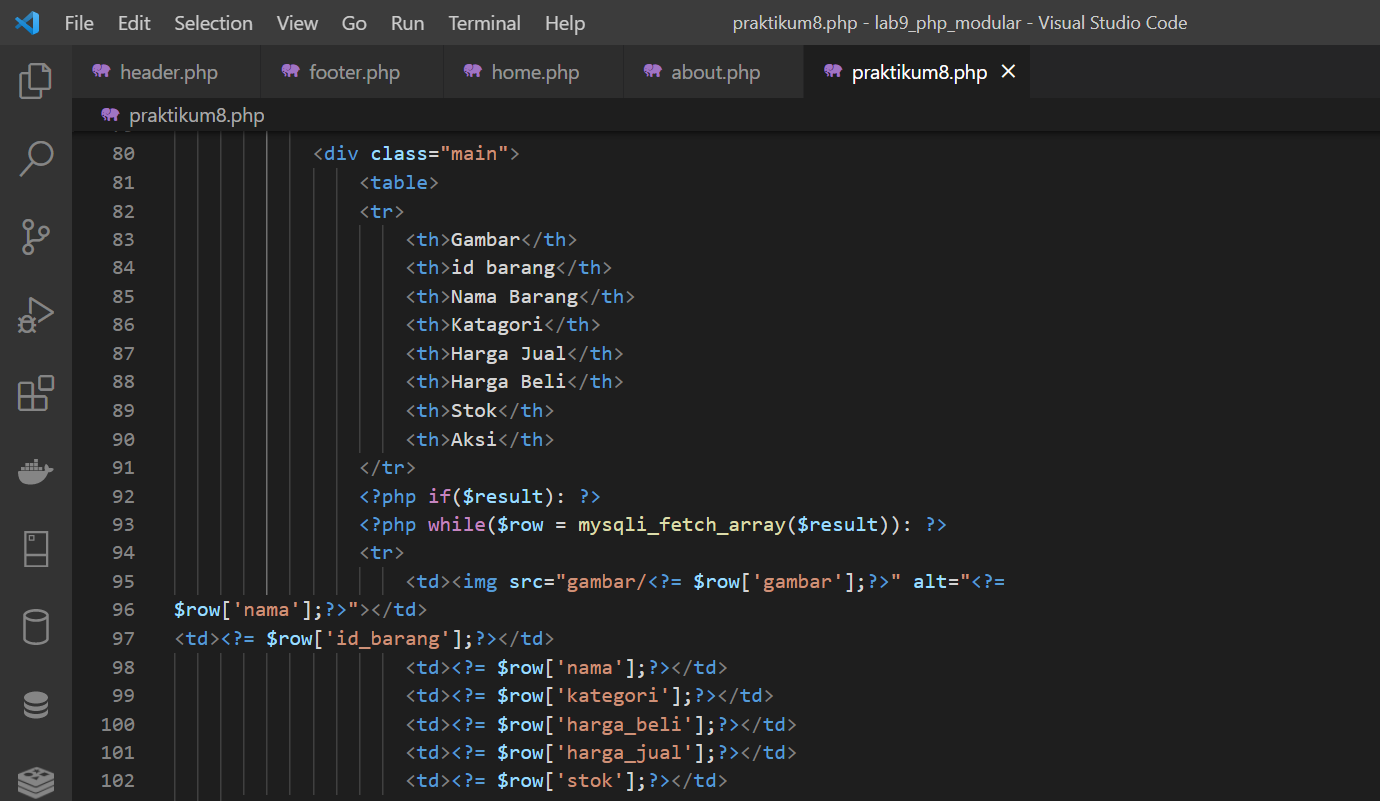 File Edit Selection View Go Run Terminal Help praktikum8.php - lab9_php_modular - Visual Studio Code
header.php footer.php home.php about.php praktikum8.php
praktikum8.php
80 <div class="main">
81 <table>
82 <tr>
83 <th>Gambar</th>
84 <th>id barang</th>
85 <th>Nama Barang</th>
86 <th>Katagori</th>
87 <th>Harga Jual</th>
88 <th>Harga Beli</th>
89 <th>Stok</th>
90 <th>Aksi</th>
91 </tr>
92 <?php if($result): ?>
93 <?php while($row = mysqli_fetch_array($result)): ?>
94 <tr>
95 <td><img src="gambar/<?= $row['gambar'];?>" alt="<?=
96 $row['nama'];?>"></td>
97 <td><?= $row['id_barang'];?></td>
98 <td><?= $row['nama'];?></td>
99 <td><?= $row['kategori'];?></td>
100 <td><?= $row['harga_beli'];?></td>
101 <td><?= $row['harga_jual'];?></td>
102 <td><?= $row['stok'];?></td>